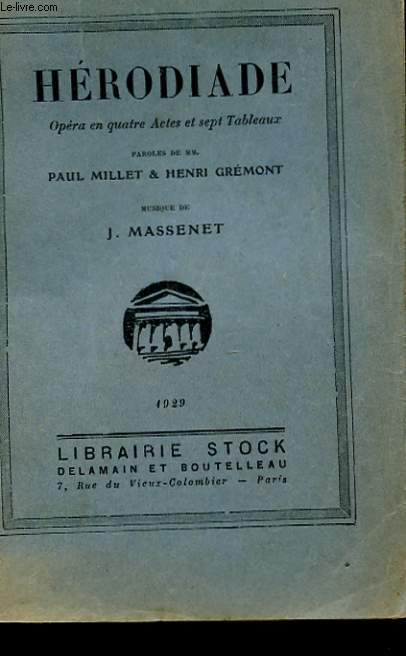 Le-livre.com
HÉRODIADE
Opéra en quatre Actes et sept Tableaux
PAROLES DE MM.
PAUL MILLET & HENRI GRÉMONT
MUSIQUE DE
J. MASSENET
1929
LIBRAIRIE STOCK
DELAMAIN ET BOUTELLEAU
7, Rue du Vieux-Colombier — Paris